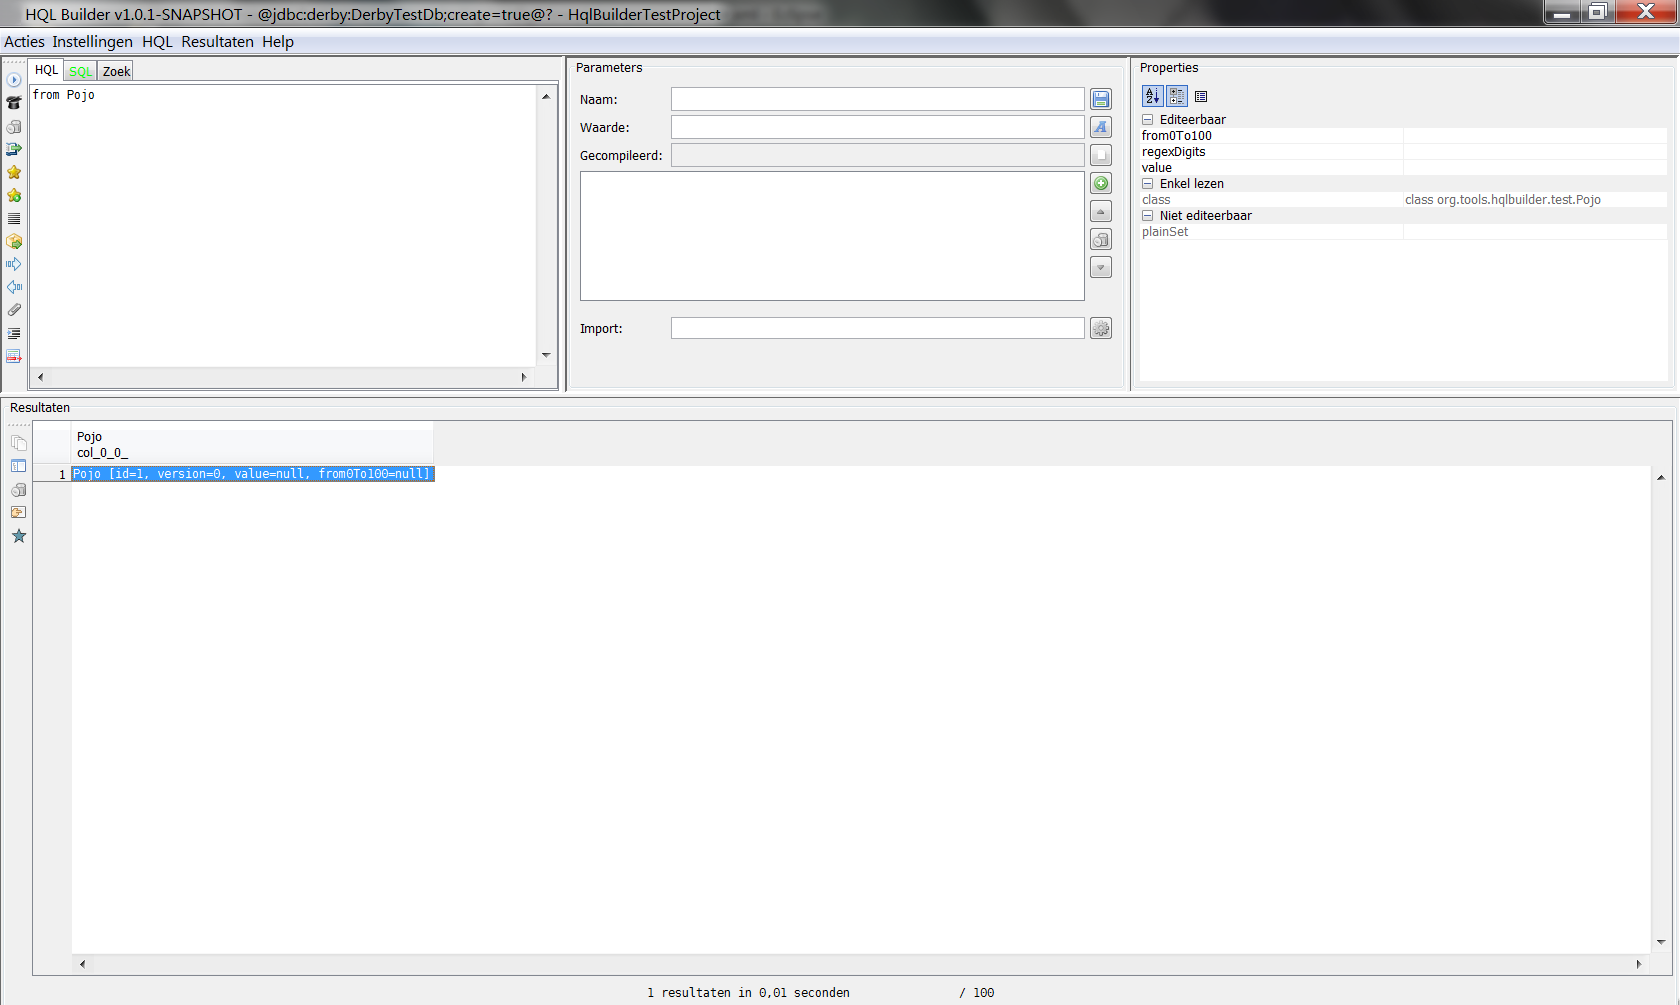 HQL Builder v1.0.1-SNAPSHOT - @jdbc:derby:DerbyTestDb;create=true@? - HqlBuilderTestProject
Acties Instellingen HQL Resultaten Help
HQL SQL Zoek
from Pojo
Parameters
Naam:
Waarde:
Gecompileerd:
Import:
Properties
Editeerbaar
from0To100
regexDigits
value
Enkel lezen
class class org.tools.hqlbuilder.test.Pojo
Niet editeerbaar
plainSet
Resultaten
Pojo
col_0_0_
1 Pojo [id=1, version=0, value=null, from0To100=null]
1 resultaten in 0,01 seconden / 100